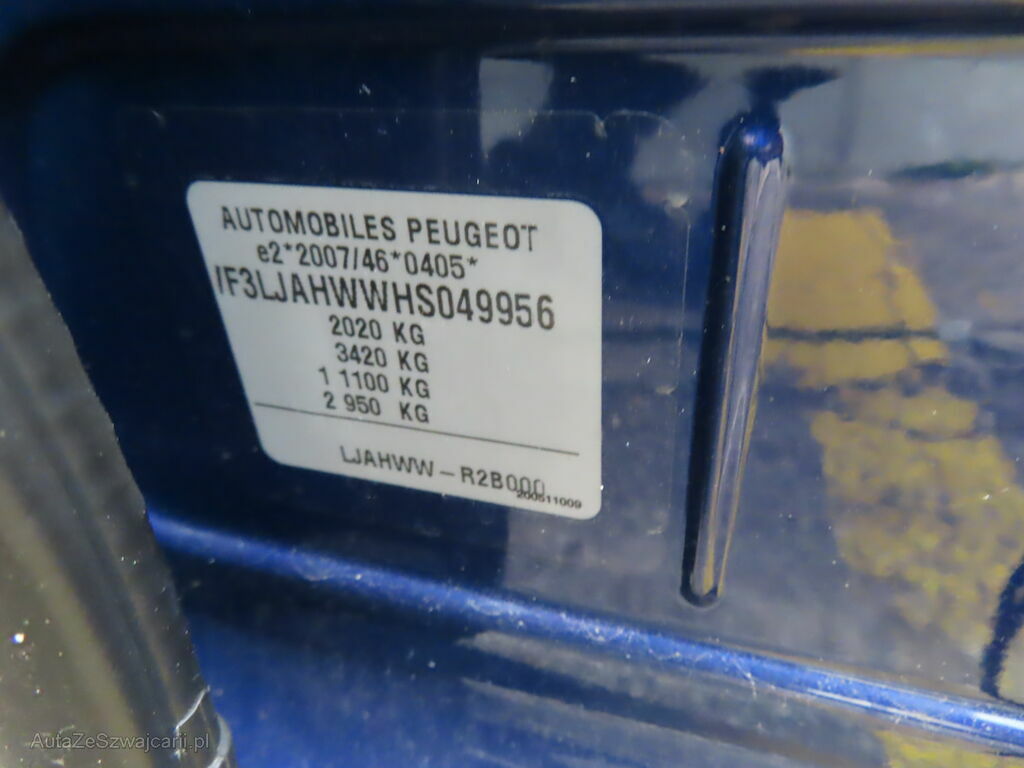 AUTOMOBILES PEUGEOT
e2*2007/46*0405*
VF3LJAHWWHS049956
2020 KG
3420 KG
1 1100 KG
2 950 KG
LJAHWW-R2B000
200511009
AutaZeSzwajcarii.pl